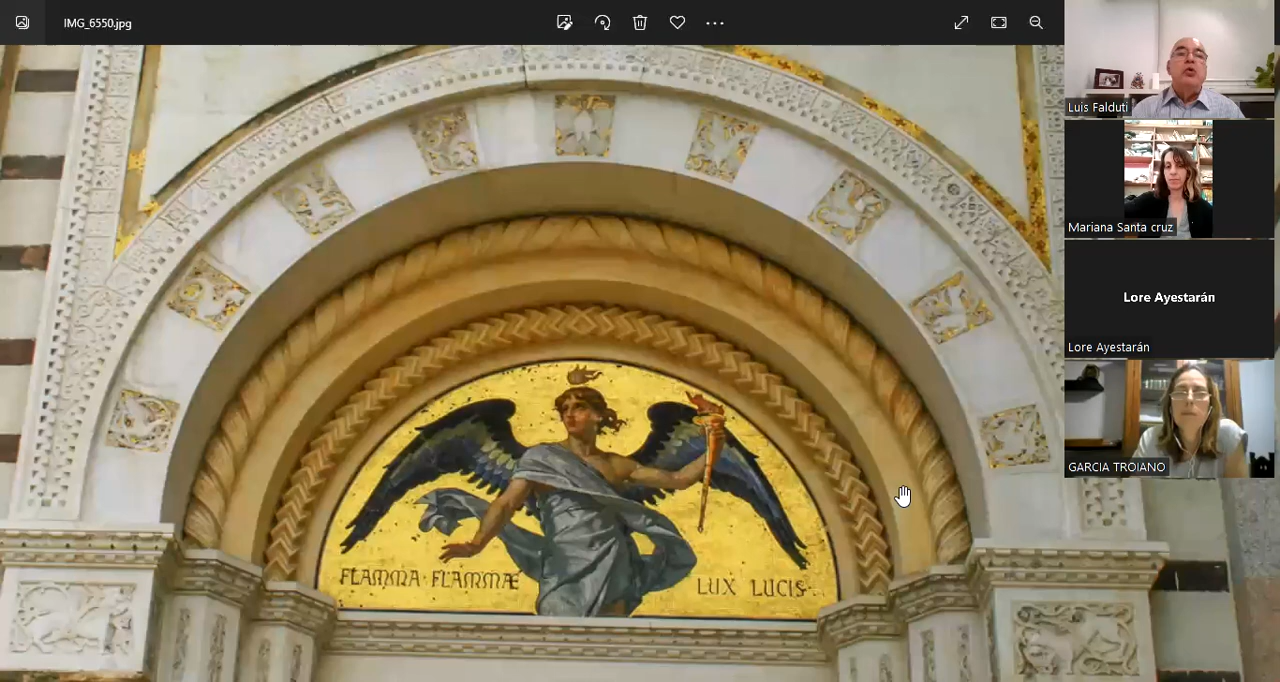 IMG_6550.jpg
Luis Falduti
Mariana Santa cruz
Lore Ayestarán
Lore Ayestarán
GARCIA TROIANO
FLAMMA·FLAMMÆ
LUX LUCIS